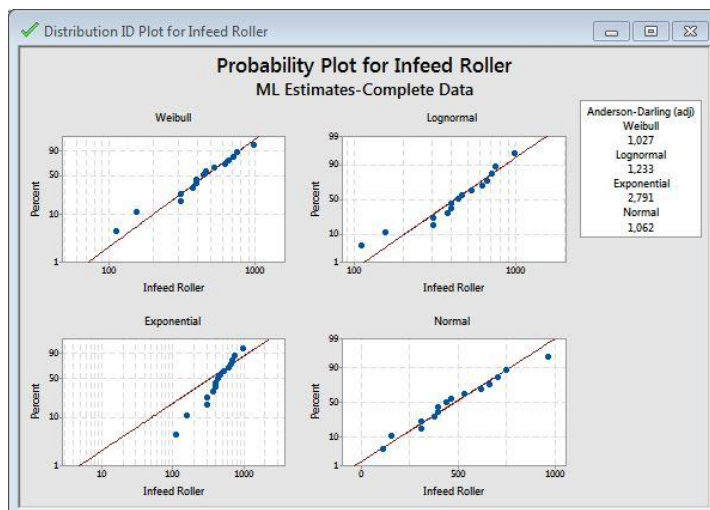 Distribution ID Plot for Infeed Roller
Probability Plot for Infeed Roller
ML Estimates-Complete Data
Weibull
90
50
10
1
Percent
100
1000
Infeed Roller
Lognormal
99
90
50
10
1
Percent
100
1000
Infeed Roller
Anderson-Darling (adj)
Weibull
1,027
Lognormal
1,233
Exponential
2,791
Normal
1,062
Exponential
90
50
10
1
Percent
10
100
1000
Infeed Roller
Normal
99
90
50
10
1
Percent
0
500
1000
Infeed Roller